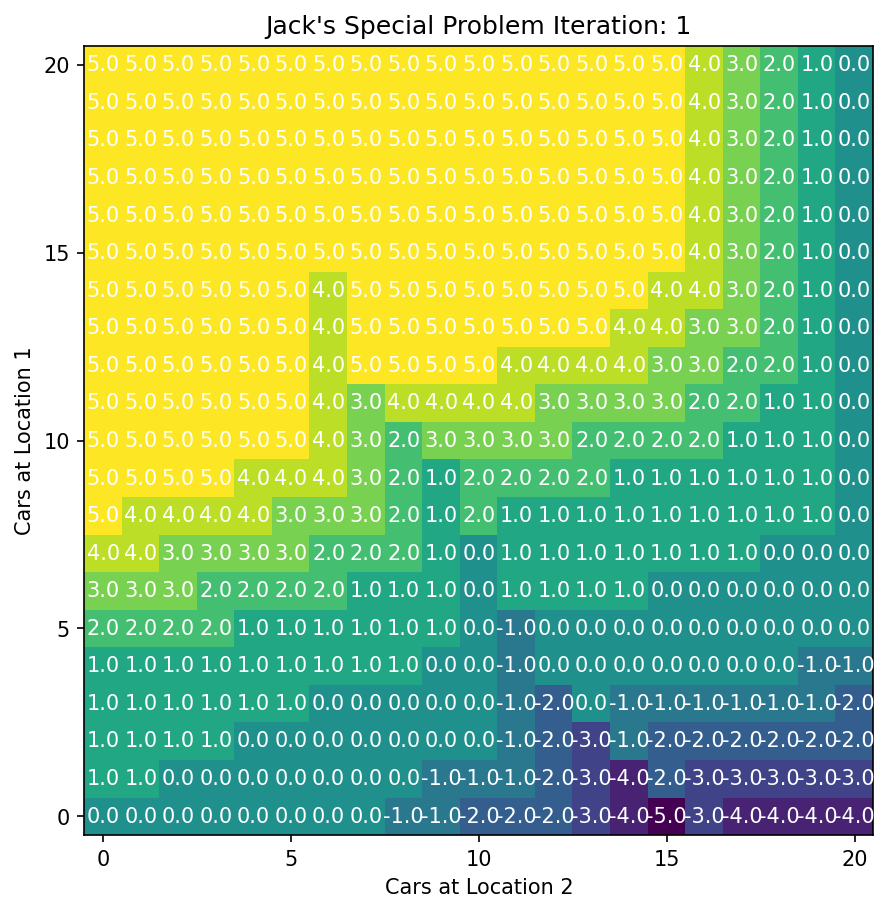 Jack's Special Problem Iteration: 1
20 5.0 5.0 5.0 5.0 5.0 5.0 5.0 5.0 5.0 5.0 5.0 5.0 5.0 5.0 5.0 5.0 4.0 3.0 2.0 1.0 0.0
5.0 5.0 5.0 5.0 5.0 5.0 5.0 5.0 5.0 5.0 5.0 5.0 5.0 5.0 5.0 5.0 4.0 3.0 2.0 1.0 0.0
5.0 5.0 5.0 5.0 5.0 5.0 5.0 5.0 5.0 5.0 5.0 5.0 5.0 5.0 5.0 5.0 4.0 3.0 2.0 1.0 0.0
5.0 5.0 5.0 5.0 5.0 5.0 5.0 5.0 5.0 5.0 5.0 5.0 5.0 5.0 5.0 5.0 4.0 3.0 2.0 1.0 0.0
5.0 5.0 5.0 5.0 5.0 5.0 5.0 5.0 5.0 5.0 5.0 5.0 5.0 5.0 5.0 5.0 4.0 3.0 2.0 1.0 0.0
15 5.0 5.0 5.0 5.0 5.0 5.0 5.0 5.0 5.0 5.0 5.0 5.0 5.0 5.0 5.0 5.0 4.0 3.0 2.0 1.0 0.0
5.0 5.0 5.0 5.0 5.0 5.0 4.0 5.0 5.0 5.0 5.0 5.0 5.0 5.0 5.0 4.0 4.0 3.0 2.0 1.0 0.0
5.0 5.0 5.0 5.0 5.0 5.0 4.0 5.0 5.0 5.0 5.0 5.0 5.0 5.0 4.0 4.0 3.0 3.0 2.0 1.0 0.0
5.0 5.0 5.0 5.0 5.0 5.0 4.0 5.0 5.0 5.0 5.0 4.0 4.0 4.0 4.0 3.0 3.0 2.0 2.0 1.0 0.0
5.0 5.0 5.0 5.0 5.0 5.0 4.0 3.0 4.0 4.0 4.0 4.0 3.0 3.0 3.0 3.0 2.0 2.0 1.0 1.0 0.0
10 5.0 5.0 5.0 5.0 5.0 5.0 4.0 3.0 2.0 3.0 3.0 3.0 3.0 2.0 2.0 2.0 2.0 1.0 1.0 1.0 0.0
5.0 5.0 5.0 5.0 4.0 4.0 4.0 3.0 2.0 1.0 2.0 2.0 2.0 2.0 1.0 1.0 1.0 1.0 1.0 1.0 0.0
5.0 4.0 4.0 4.0 4.0 3.0 3.0 3.0 2.0 1.0 2.0 1.0 1.0 1.0 1.0 1.0 1.0 1.0 1.0 1.0 0.0
4.0 4.0 3.0 3.0 3.0 3.0 2.0 2.0 2.0 1.0 0.0 1.0 1.0 1.0 1.0 1.0 1.0 1.0 0.0 0.0 0.0
3.0 3.0 3.0 2.0 2.0 2.0 2.0 1.0 1.0 1.0 0.0 1.0 1.0 1.0 1.0 0.0 0.0 0.0 0.0 0.0 0.0
5 2.0 2.0 2.0 2.0 1.0 1.0 1.0 1.0 1.0 1.0 0.0 -1.0 0.0 0.0 0.0 0.0 0.0 0.0 0.0 0.0 0.0
1.0 1.0 1.0 1.0 1.0 1.0 1.0 1.0 1.0 0.0 0.0 -1.0 0.0 0.0 0.0 0.0 0.0 0.0 0.0 -1.0 -1.0
1.0 1.0 1.0 1.0 1.0 1.0 0.0 0.0 0.0 0.0 0.0 -1.0 -2.0 0.0 -1.0 -1.0 -1.0 -1.0 -1.0 -1.0 -2.0
1.0 1.0 1.0 1.0 0.0 0.0 0.0 0.0 0.0 0.0 0.0 -1.0 -2.0 -3.0 -1.0 -2.0 -2.0 -2.0 -2.0 -2.0 -2.0
1.0 1.0 0.0 0.0 0.0 0.0 0.0 0.0 0.0 -1.0 -1.0 -1.0 -2.0 -3.0 -4.0 -2.0 -3.0 -3.0 -3.0 -3.0 -3.0
0 0.0 0.0 0.0 0.0 0.0 0.0 0.0 0.0 -1.0 -1.0 -2.0 -2.0 -2.0 -3.0 -4.0 -5.0 -3.0 -4.0 -4.0 -4.0 -4.0
0 5 10 15 20
Cars at Location 2
Cars at Location 1